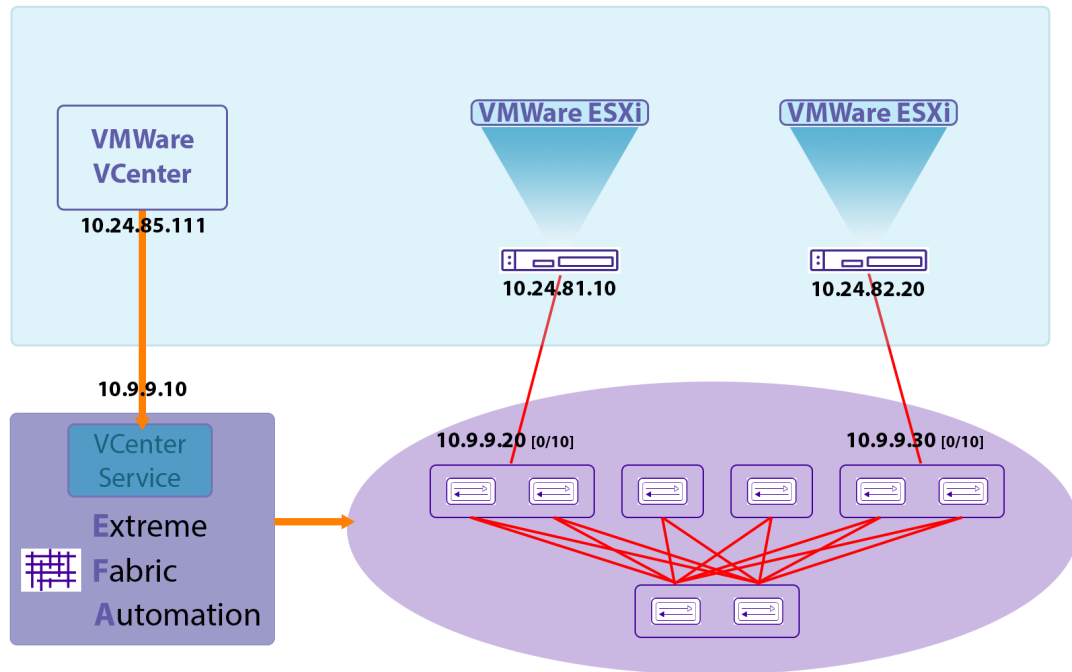 VMWare
VCenter
10.24.85.111
VMWare ESXi
10.24.81.10
VMWare ESXi
10.24.82.20
10.9.9.10
VCenter
Service
Extreme
Fabric
Automation
10.9.9.20 [0/10]
10.9.9.30 [0/10]